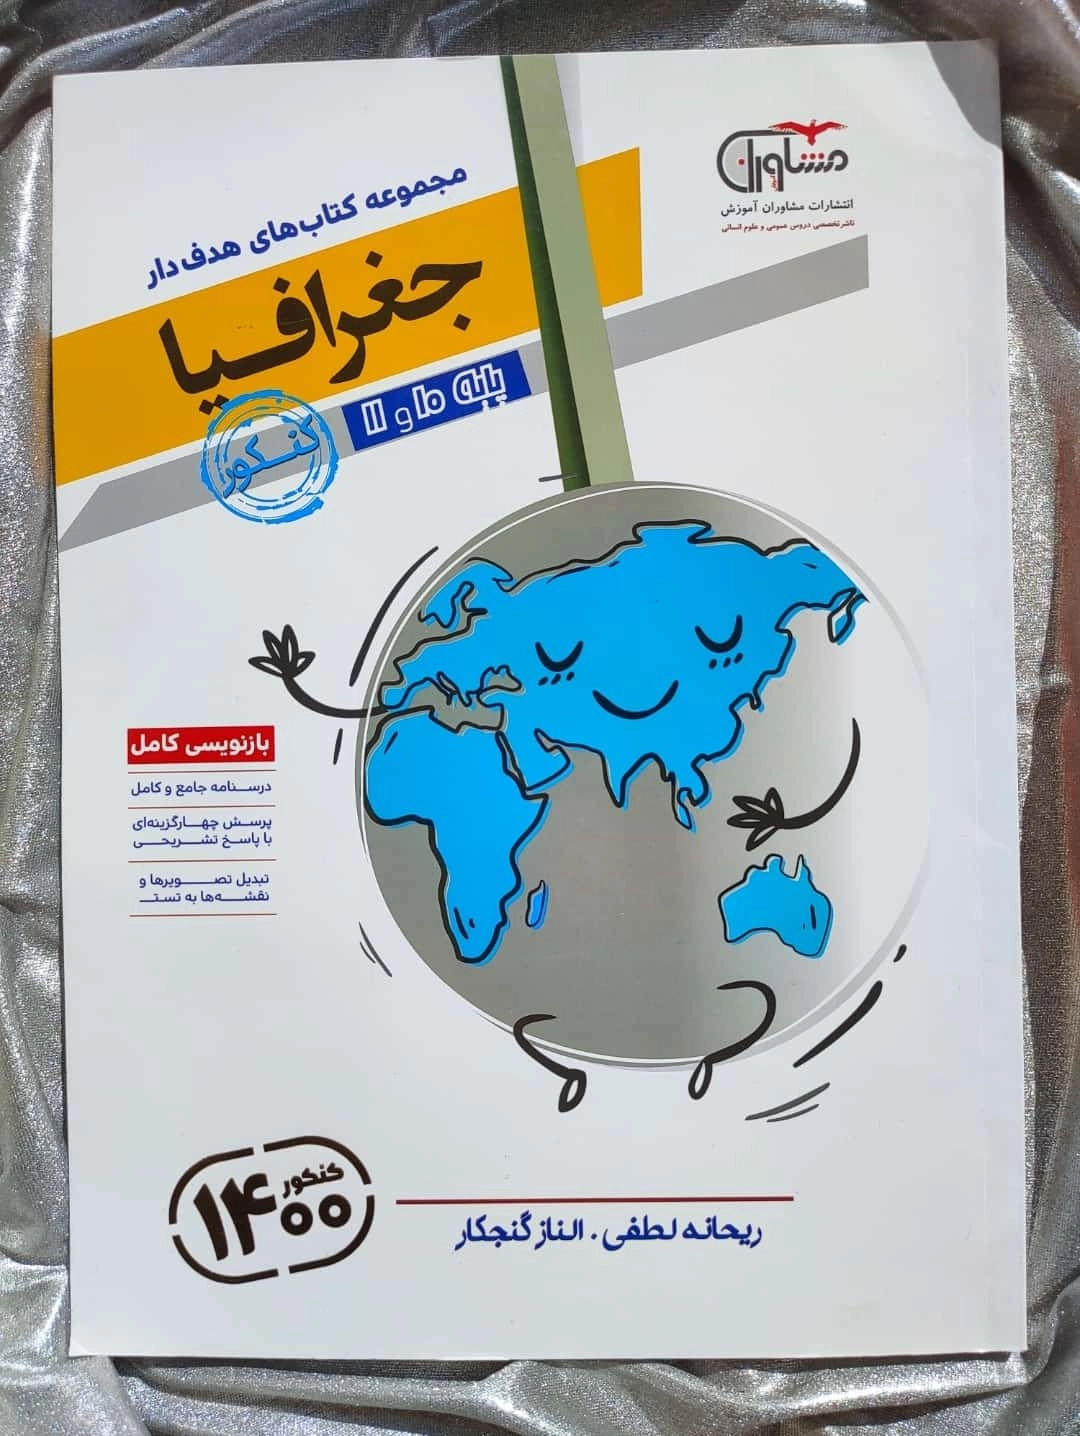 مشاوران
آموزش
انتشارات مشاوران آموزش
ناشر تخصصی دروس عمومی و علوم انسانی
مجموعه کتاب‌های هدف‌دار
جغرافیا
پایه ۱۰ و ۱۱
کنکور
بازنویسی کامل
درسنامه جامع و کامل
پرسش چهارگزینه‌ای
با پاسخ تشریحی
تبدیل تصویرها و
نقشه‌ها به تست
کنکور
۱۴۰۰
ریحانه لطفی . الناز گنجکار